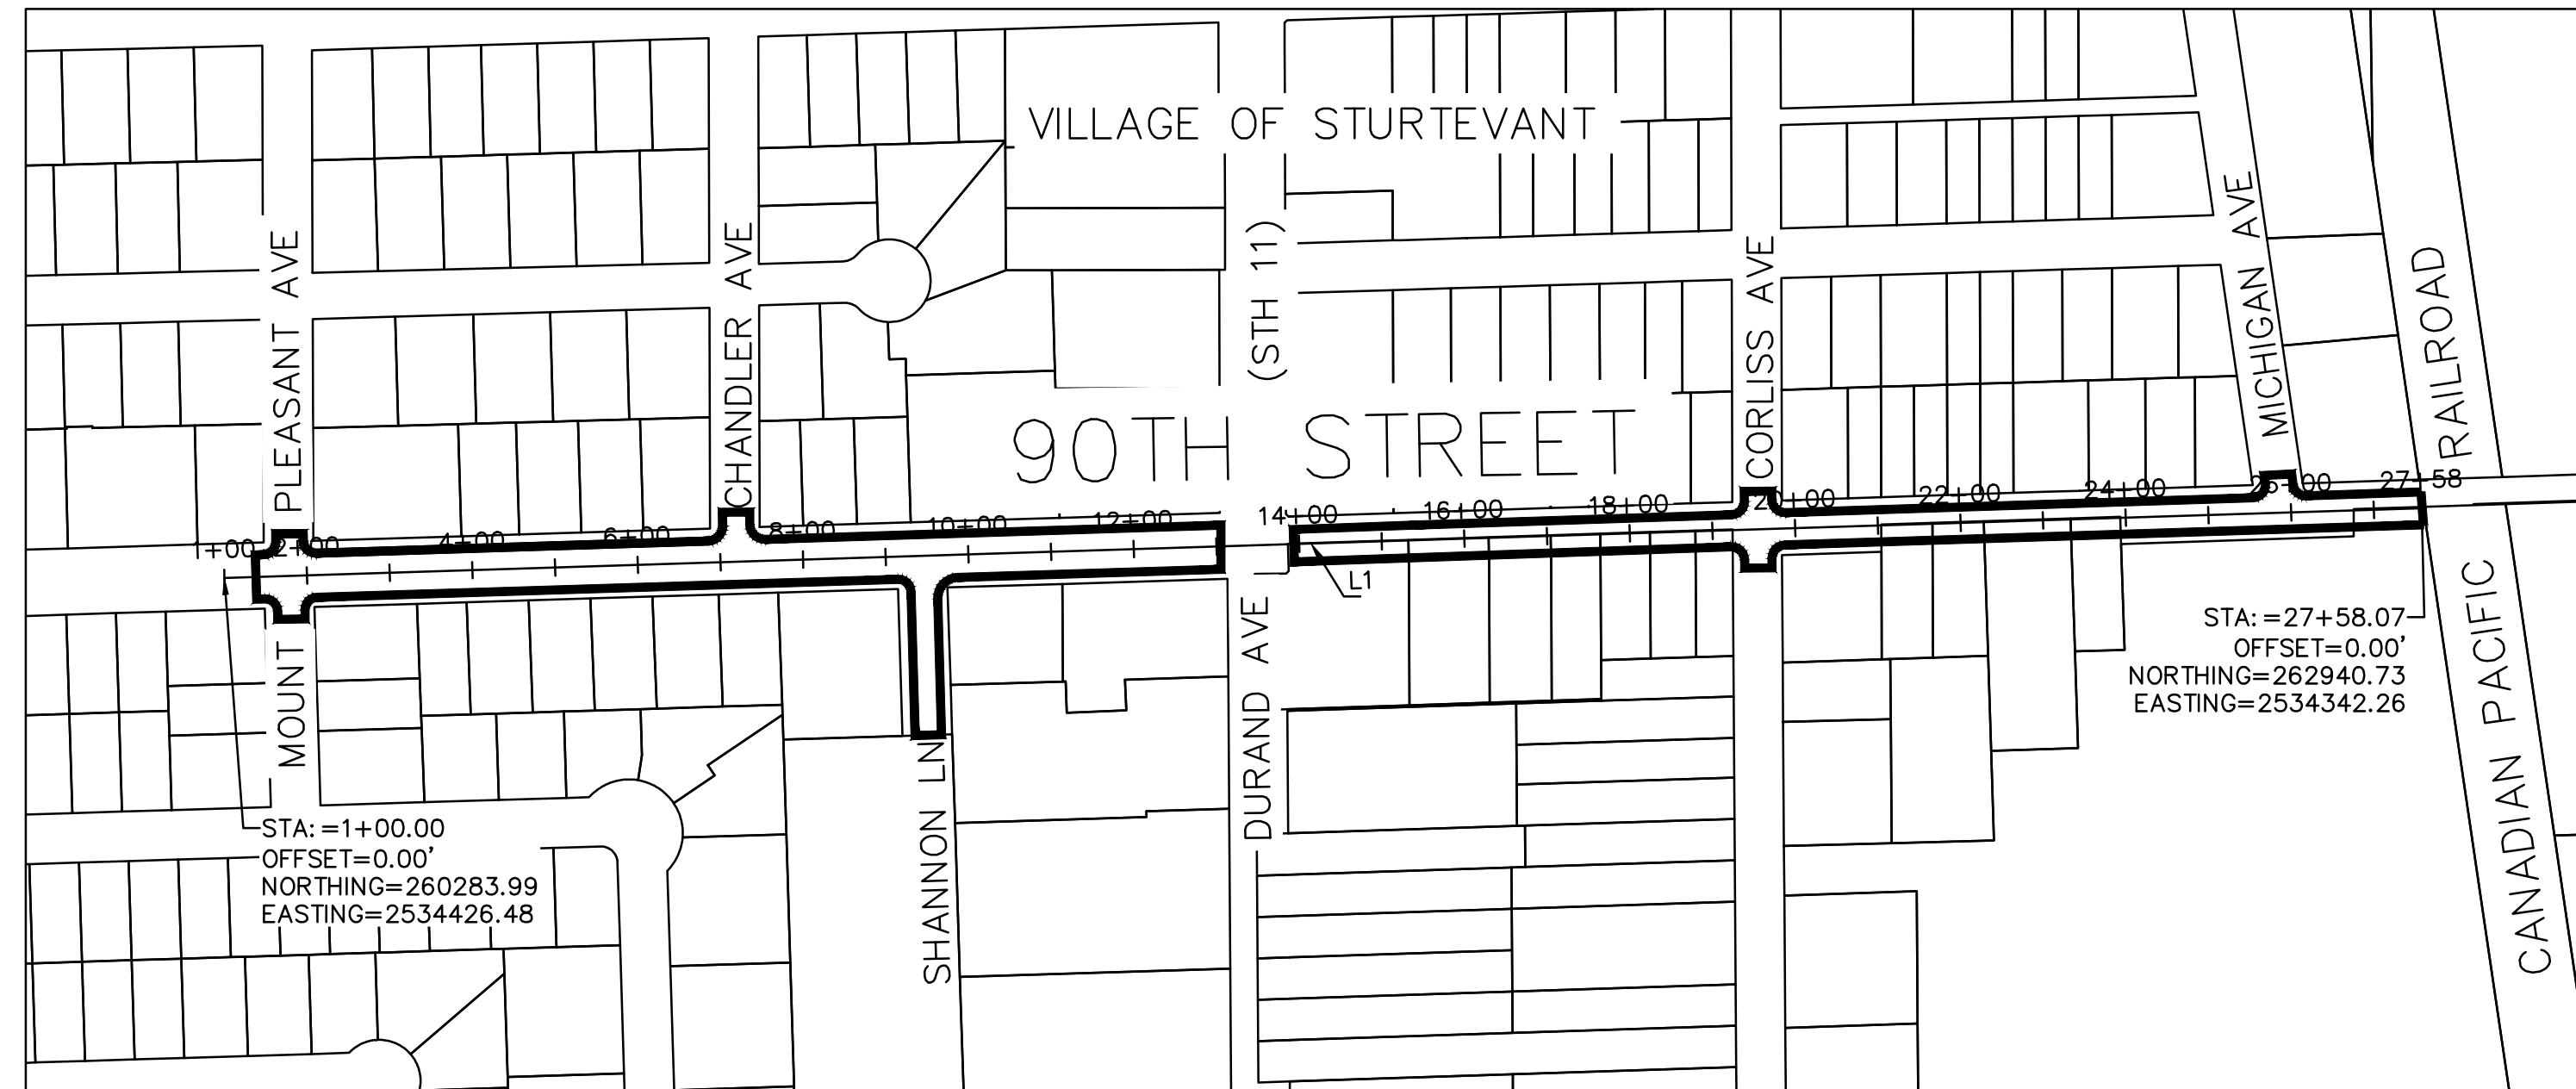 VILLAGE OF STURTEVANT
MOUNT PLEASANT AVE
CHANDLER AVE
(STH 11)
CORLISS AVE
MICHIGAN AVE
CANADIAN PACIFIC RAILROAD
90TH STREET
1+00 2+00 4+00 6+00 8+00 10+00 12+00 14+00 16+00 18+00 20+00 22+00 24+00 27+58
L1
SHANNON LN
DURAND AVE
STA:=27+58.07
OFFSET=0.00'
NORTHING=262940.73
EASTING=2534342.26
STA:=1+00.00
OFFSET=0.00'
NORTHING=260283.99
EASTING=2534426.48